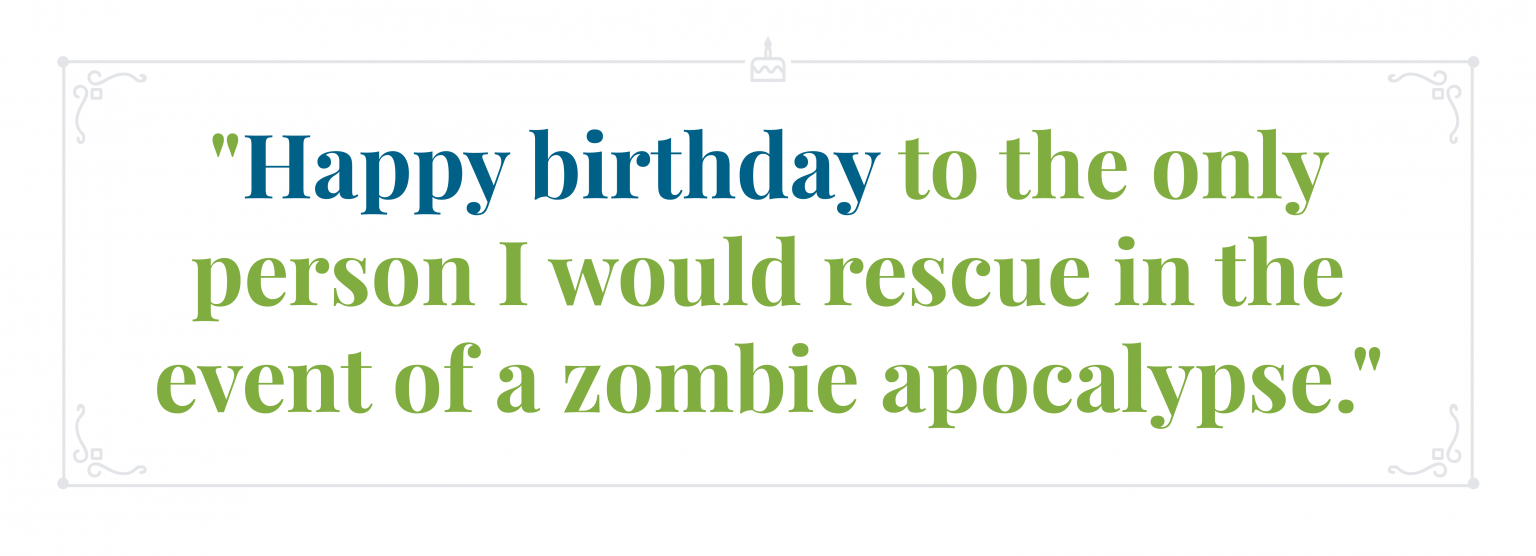 "Happy birthday to the only
person I would rescue in the
event of a zombie apocalypse."